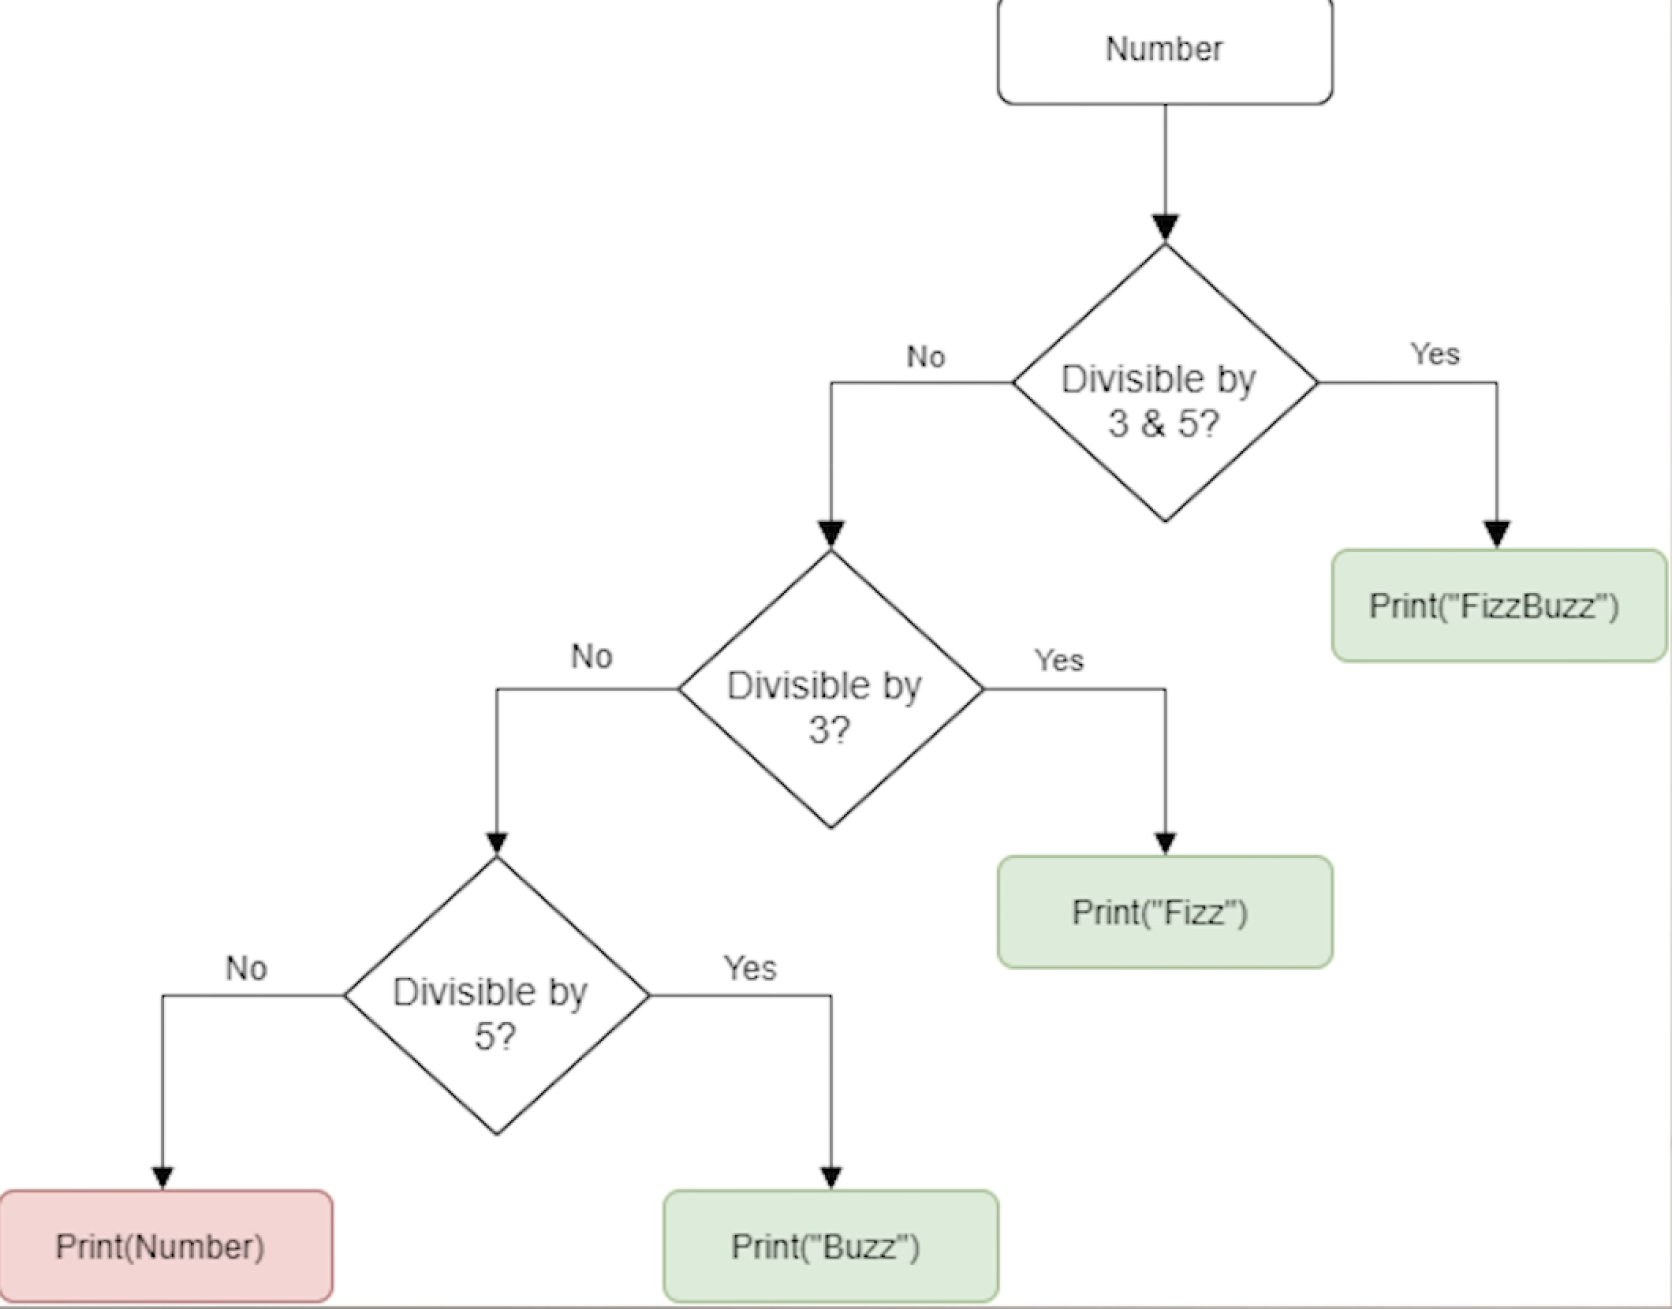 Number
No
Yes
Divisible by
3 & 5?
Print("FizzBuzz")
No
Yes
Divisible by
3?
Print("Fizz")
No
Yes
Divisible by
5?
Print(Number)
Print("Buzz")